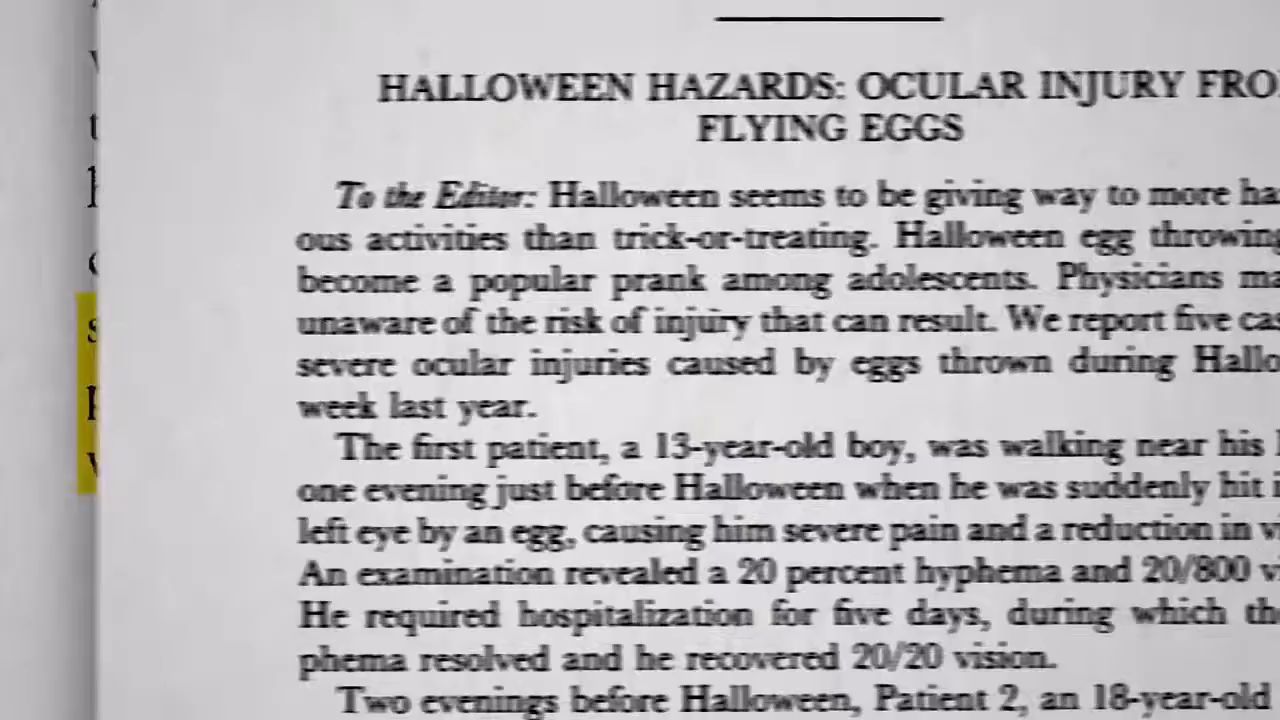 HALLOWEEN HAZARDS: OCULAR INJURY FRO
FLYING EGGS
To the Editor: Halloween seems to be giving way to more ha
ous activities than trick-or-treating. Halloween egg throwing
become a popular prank among adolescents. Physicians ma
unaware of the risk of injury that can result. We report five cas
severe ocular injuries caused by eggs thrown during Hallo
week last year.
The first patient, a 13-year-old boy, was walking near his
one evening just before Halloween when he was suddenly hit i
left eye by an egg, causing him severe pain and a reduction in v
An examination revealed a 20 percent hyphema and 20/800 v
He required hospitalization for five days, during which th
phema resolved and he recovered 20/20 vision.
Two evenings before Halloween, Patient 2, an 18-year-old